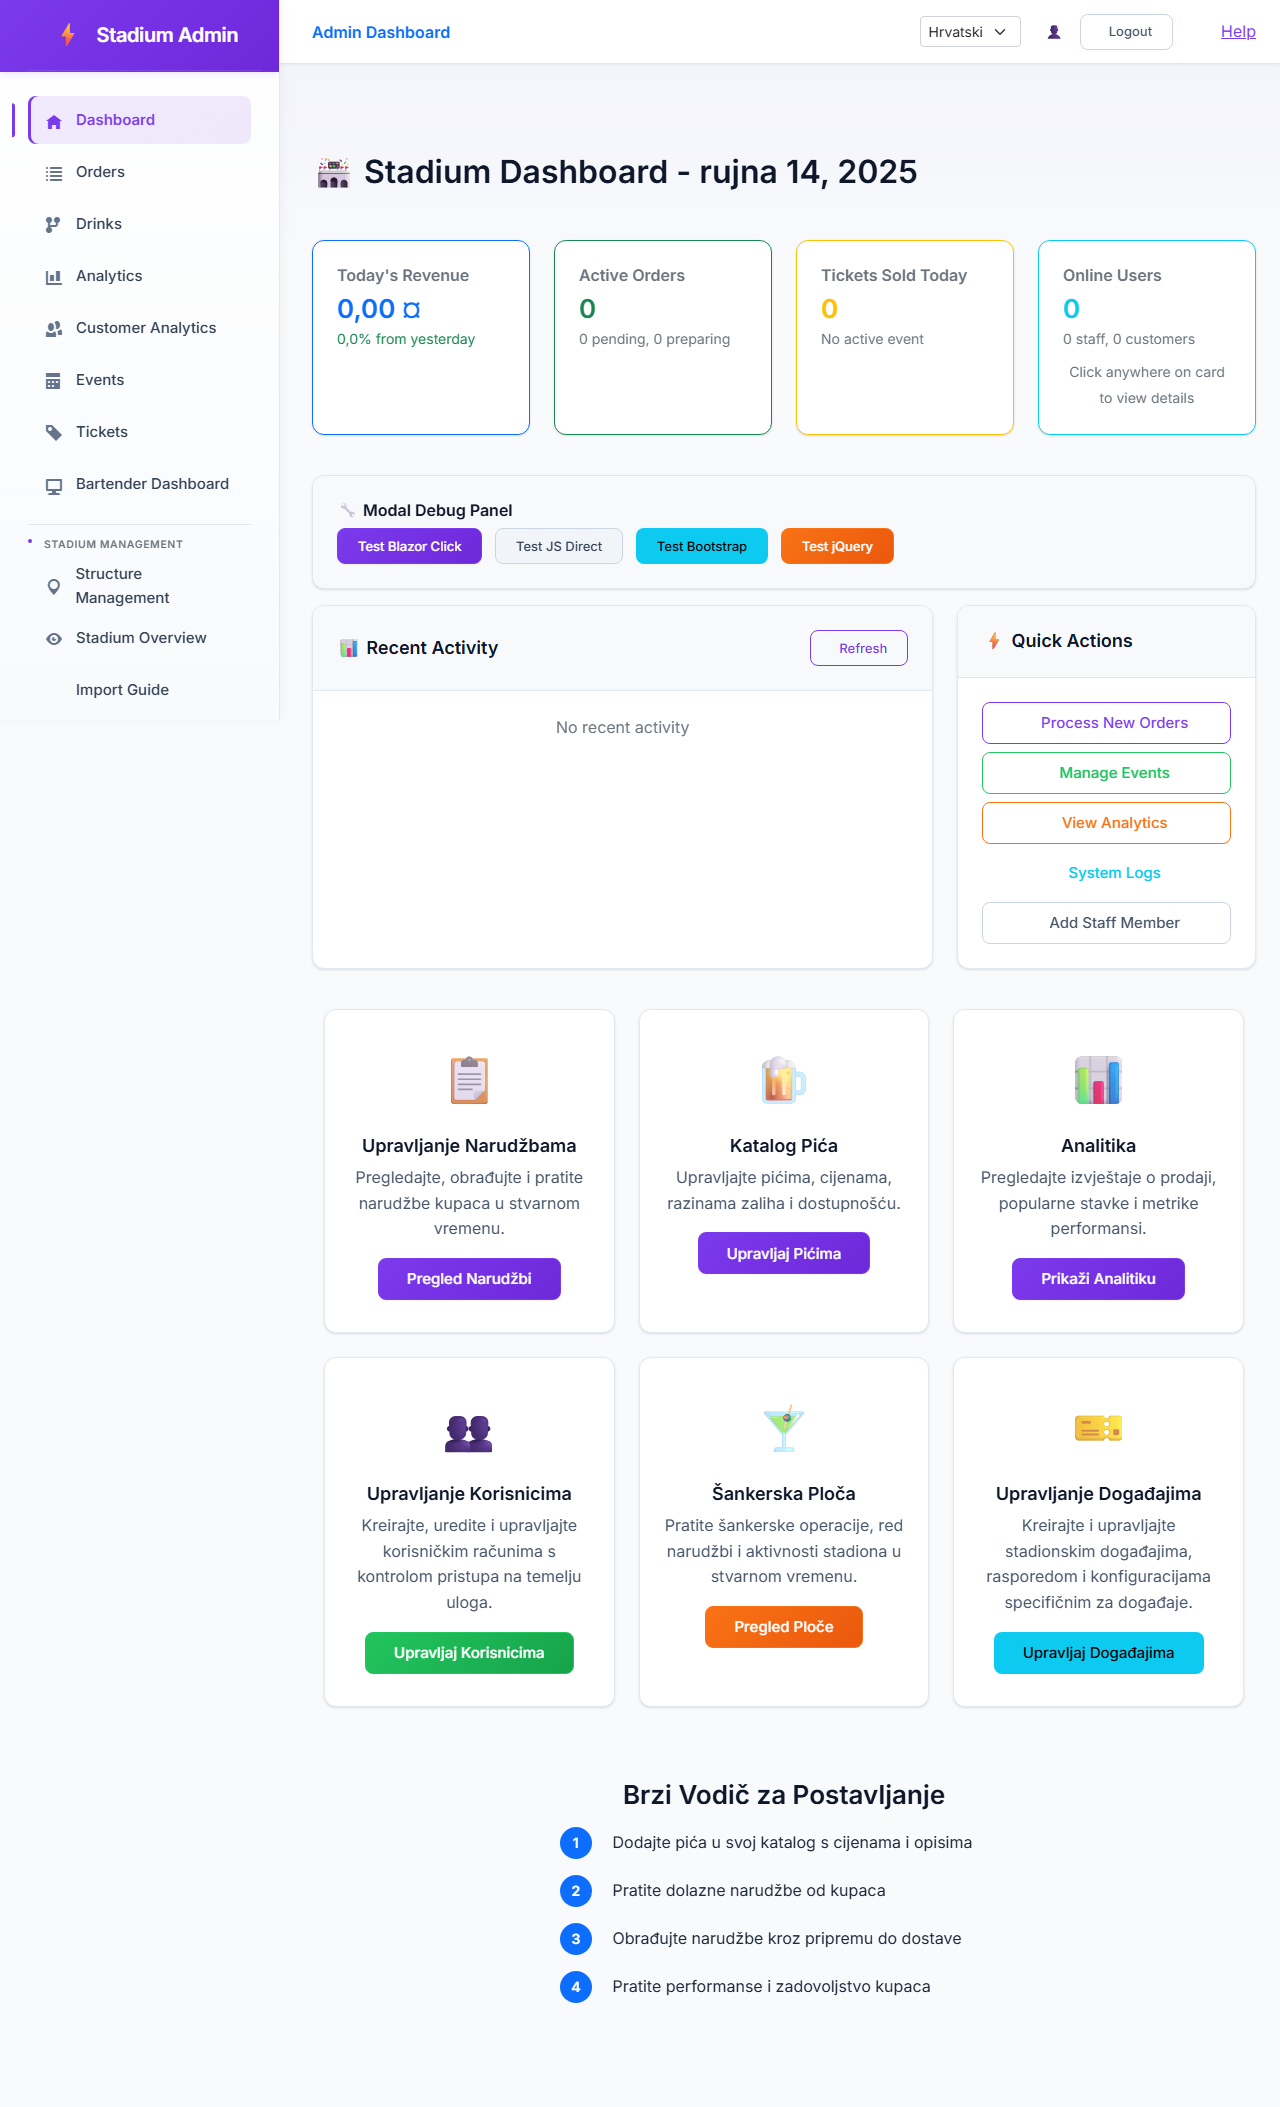 Stadium Admin
Admin Dashboard
Hrvatski
Logout
Help
Dashboard
Orders
Drinks
Analytics
Customer Analytics
Events
Tickets
Bartender Dashboard
STADIUM MANAGEMENT
Structure
Management
Stadium Overview
Import Guide
Stadium Dashboard - rujna 14, 2025
Today's Revenue
0,00 ¤
0,0% from yesterday
Active Orders
0
0 pending, 0 preparing
Tickets Sold Today
0
No active event
Online Users
0
0 staff, 0 customers
Click anywhere on card
to view details
Modal Debug Panel
Test Blazor Click
Test JS Direct
Test Bootstrap
Test jQuery
Recent Activity
Refresh
No recent activity
Quick Actions
Process New Orders
Manage Events
View Analytics
System Logs
Add Staff Member
Upravljanje Narudžbama
Pregledajte, obrađujte i pratite
narudžbe kupaca u stvarnom
vremenu.
Pregled Narudžbi
Katalog Pića
Upravljajte pićima, cijenama,
razinama zaliha i dostupnošću.
Upravljaj Pićima
Analitika
Pregledajte izvještaje o prodaji,
popularne stavke i metrike
performansi.
Prikaži Analitiku
Upravljanje Korisnicima
Kreirajte, uredite i upravljajte
korisničkim računima s
kontrolom pristupa na temelju
uloga.
Upravljaj Korisnicima
Šankerska Ploča
Pratite šankerske operacije, red
narudžbi i aktivnosti stadiona u
stvarnom vremenu.
Pregled Ploče
Upravljanje Događajima
Kreirajte i upravljajte
stadionskim događajima,
rasporedom i konfiguracijama
specifičnim za događaje.
Upravljaj Događajima
Brzi Vodič za Postavljanje
1 Dodajte pića u svoj katalog s cijenama i opisima
2 Pratite dolazne narudžbe od kupaca
3 Obrađujte narudžbe kroz pripremu do dostave
4 Pratite performanse i zadovoljstvo kupaca